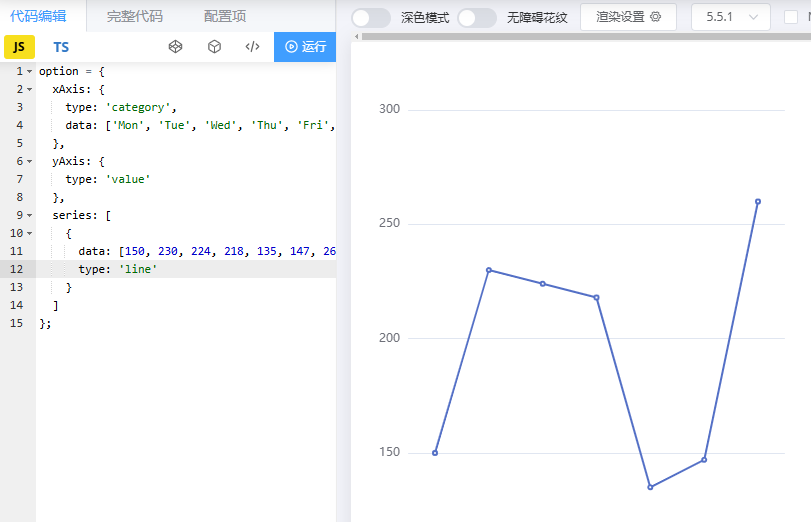 代码编辑 完整代码 配置项
深色模式 无障碍花纹 渲染设置 5.5.1
JS TS 运行
1 option = {
2 xAxis: {
3 type: 'category',
4 data: ['Mon', 'Tue', 'Wed', 'Thu', 'Fri',
5 },
6 yAxis: {
7 type: 'value'
8 },
9 series: [
10 {
11 data: [150, 230, 224, 218, 135, 147, 26
12 type: 'line'
13 }
14 ]
15 };
300
250
200
150